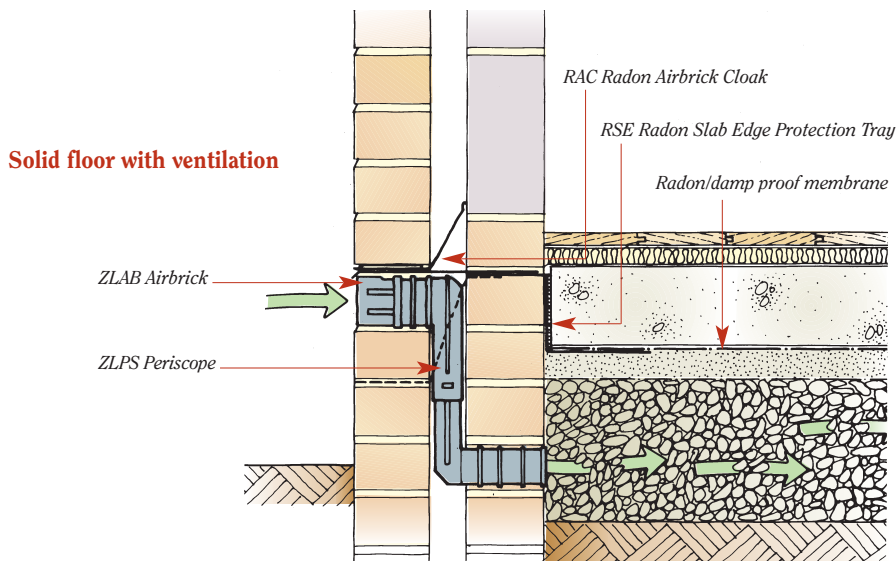 RAC Radon Airbrick Cloak
RSE Radon Slab Edge Protection Tray
Solid floor with ventilation
Radon/damp proof membrane
ZLAB Airbrick
ZLPS Periscope